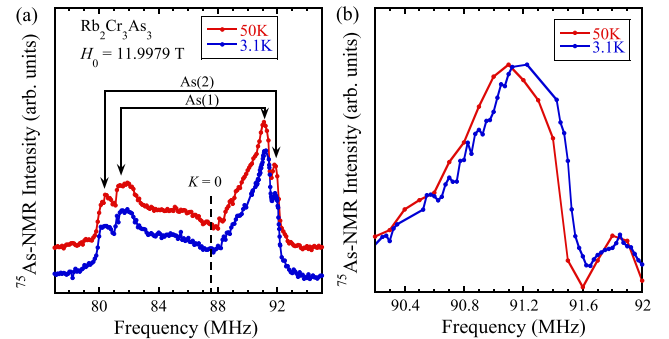 (a)
Rb₂Cr₃As₃
H₀ = 11.9979 T
50K
3.1K
As(2)
As(1)
K = 0
⁷⁵As-NMR Intensity (arb. units)
80 84 88 92
Frequency (MHz)
(b)
50K
3.1K
⁷⁵As-NMR Intensity (arb. units)
90.4 90.8 91.2 91.6 92
Frequency (MHz)